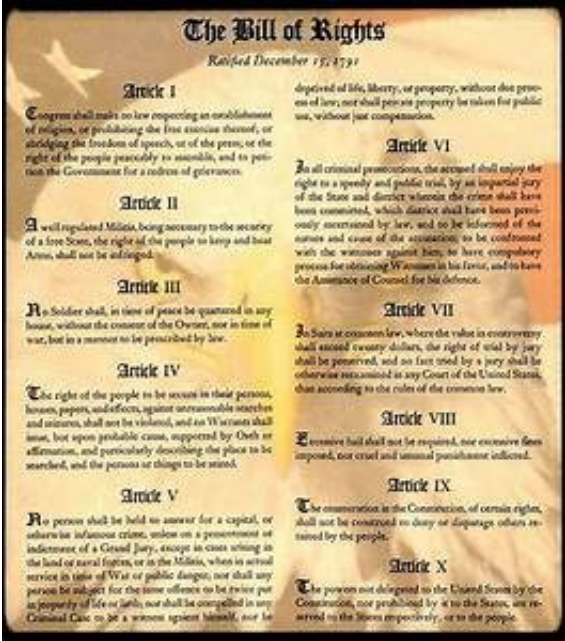 The Bill of Rights
Ratified December 15, 1791
Article I
Congress shall make no law respecting an establishment
of religion, or prohibiting the free exercise thereof, or
abridging the freedom of speech, or of the press; or the
right of the people peaceably to assemble, and to peti-
tion the Government for a redress of grievances.
Article II
A well regulated Militia, being necessary to the security
of a free State, the right of the people to keep and bear
Arms, shall not be infringed.
Article III
No Soldier shall, in time of peace be quartered in any
house, without the consent of the Owner, nor in time of
war, but in a manner to be prescribed by law.
Article IV
The right of the people to be secure in their persons,
houses, papers, and effects, against unreasonable searches
and seizures, shall not be violated, and no Warrants shall
issue, but upon probable cause, supported by Oath or
affirmation, and particularly describing the place to be
searched, and the persons or things to be seized.
Article V
No person shall be held to answer for a capital, or
otherwise infamous crime, unless on a presentment or
indictment of a Grand Jury, except in cases arising in
the land or naval forces, or in the Militia, when in actual
service in time of War or public danger; nor shall any
person be subject for the same offence to be twice put
in jeopardy of life or limb; nor shall be compelled in any
Criminal Case to be a witness against himself, nor be
deprived of life, liberty, or property, without due proc-
ess of law; nor shall private property be taken for public
use, without just compensation.
Article VI
In all criminal prosecutions, the accused shall enjoy the
right to a speedy and public trial, by an impartial jury
of the State and district wherein the crime shall have
been committed, which district shall have been previ-
ously ascertained by law, and to be informed of the
nature and cause of the accusation; to be confronted
with the witnesses against him; to have compulsory
process for obtaining Witnesses in his favor, and to have
the Assistance of Counsel for his defence.
Article VII
In Suits at common law, where the value in controversy
shall exceed twenty dollars, the right of trial by jury
shall be preserved, and no fact tried by a jury shall be
otherwise reexamined in any Court of the United States,
than according to the rules of the common law.
Article VIII
Excessive bail shall not be required, nor excessive fines
imposed, nor cruel and unusual punishment inflicted.
Article IX
The enumeration in the Constitution, of certain rights,
shall not be construed to deny or disparage others re-
tained by the people.
Article X
The powers not delegated to the United States by the
Constitution, nor prohibited by it to the States, are re-
served to the States respectively, or to the people.